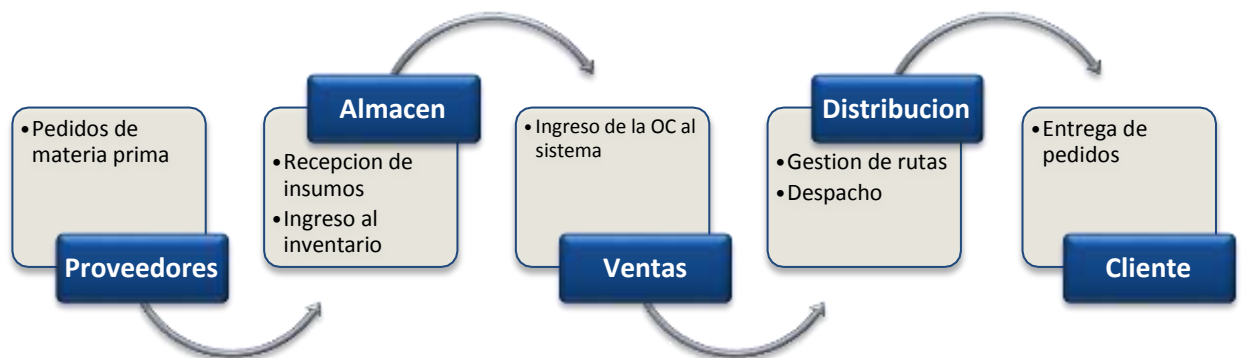 •Pedidos de
materia prima
Proveedores
Almacen
•Recepcion de
insumos
•Ingreso al
inventario
•Ingreso de la OC al
sistema
Ventas
Distribucion
•Gestion de rutas
•Despacho
•Entrega de
pedidos
Cliente